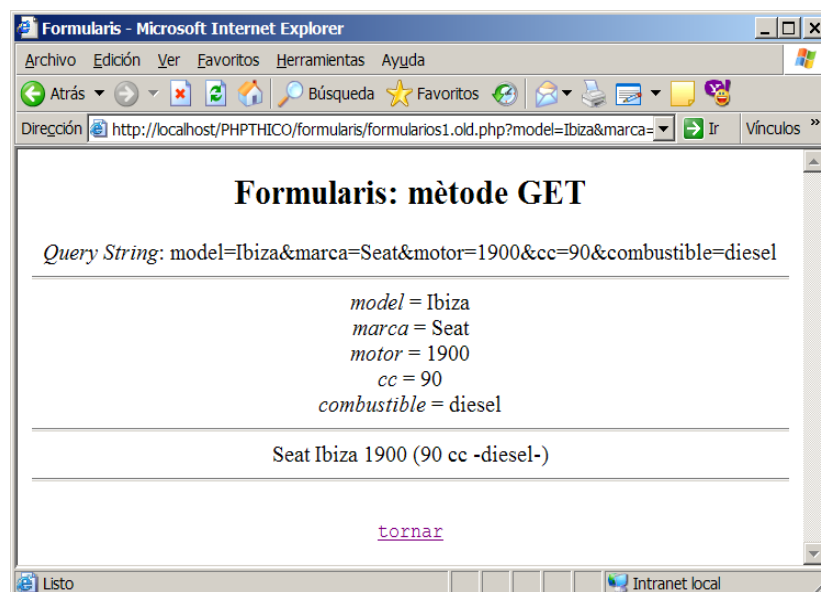 Formularis - Microsoft Internet Explorer
Archivo Edición Ver Favoritos Herramientas Ayuda
Atrás Búsqueda Favoritos
Dirección http://localhost/PHPTHICO/formularis/formularios1.old.php?model=Ibiza&marca= Ir Vínculos »
Formularis: mètode GET
Query String: model=Ibiza&marca=Seat&motor=1900&cc=90&combustible=diesel
model = Ibiza
marca = Seat
motor = 1900
cc = 90
combustible = diesel
Seat Ibiza 1900 (90 cc -diesel-)
tornar
Listo Intranet local